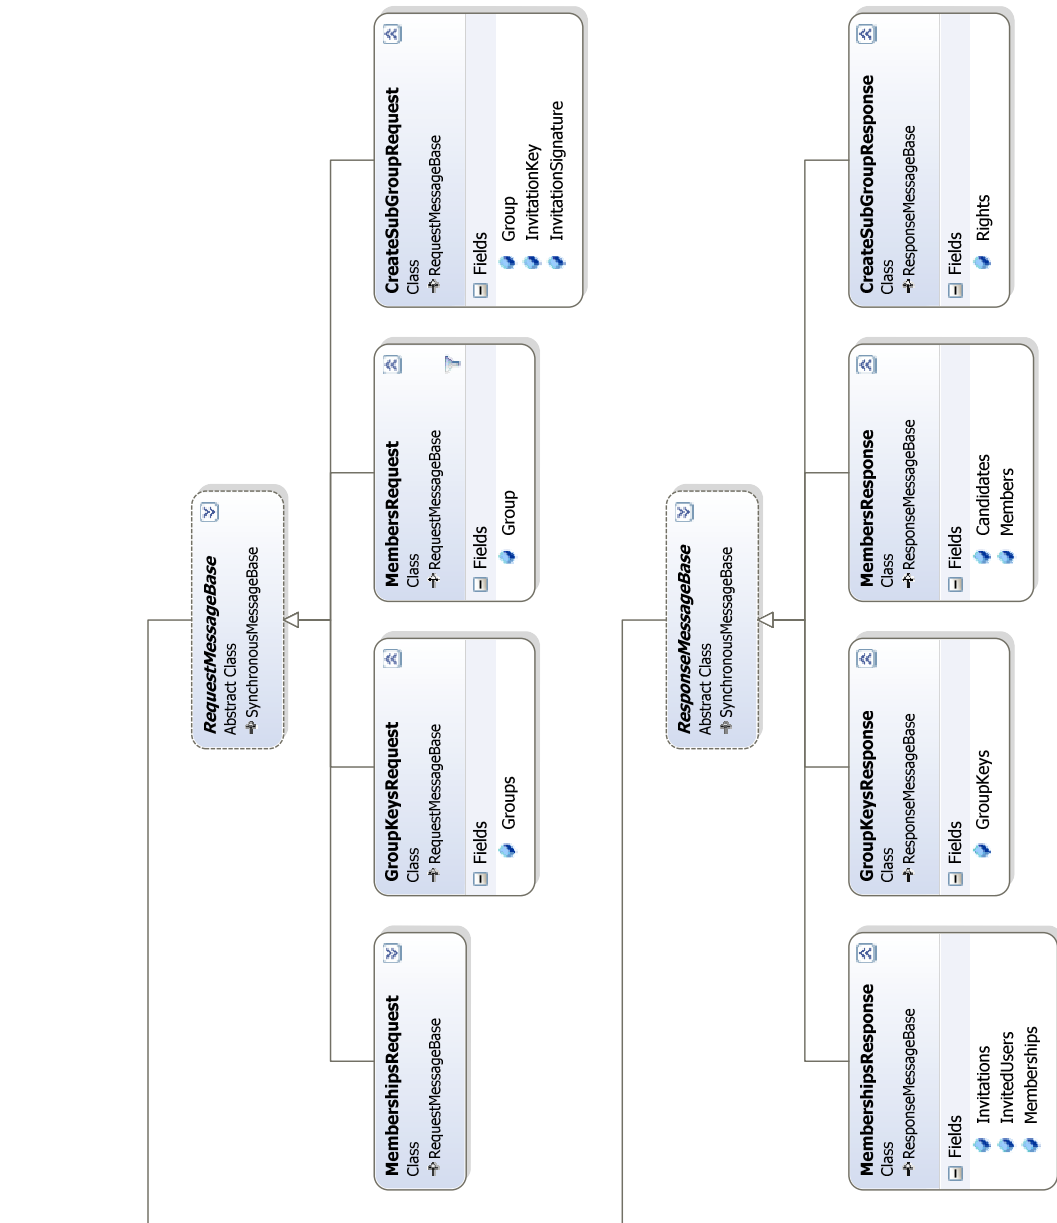 RequestMessageBase
Abstract Class
SynchronousMessageBase
MembershipsRequest
Class
RequestMessageBase
GroupKeysRequest
Class
RequestMessageBase
Fields
Groups
MembersRequest
Class
RequestMessageBase
Fields
Group
CreateSubGroupRequest
Class
RequestMessageBase
Fields
Group
InvitationKey
InvitationSignature
ResponseMessageBase
Abstract Class
SynchronousMessageBase
MembershipsResponse
Class
ResponseMessageBase
Fields
Invitations
InvitedUsers
Memberships
GroupKeysResponse
Class
ResponseMessageBase
Fields
GroupKeys
MembersResponse
Class
ResponseMessageBase
Fields
Candidates
Members
CreateSubGroupResponse
Class
ResponseMessageBase
Fields
Rights